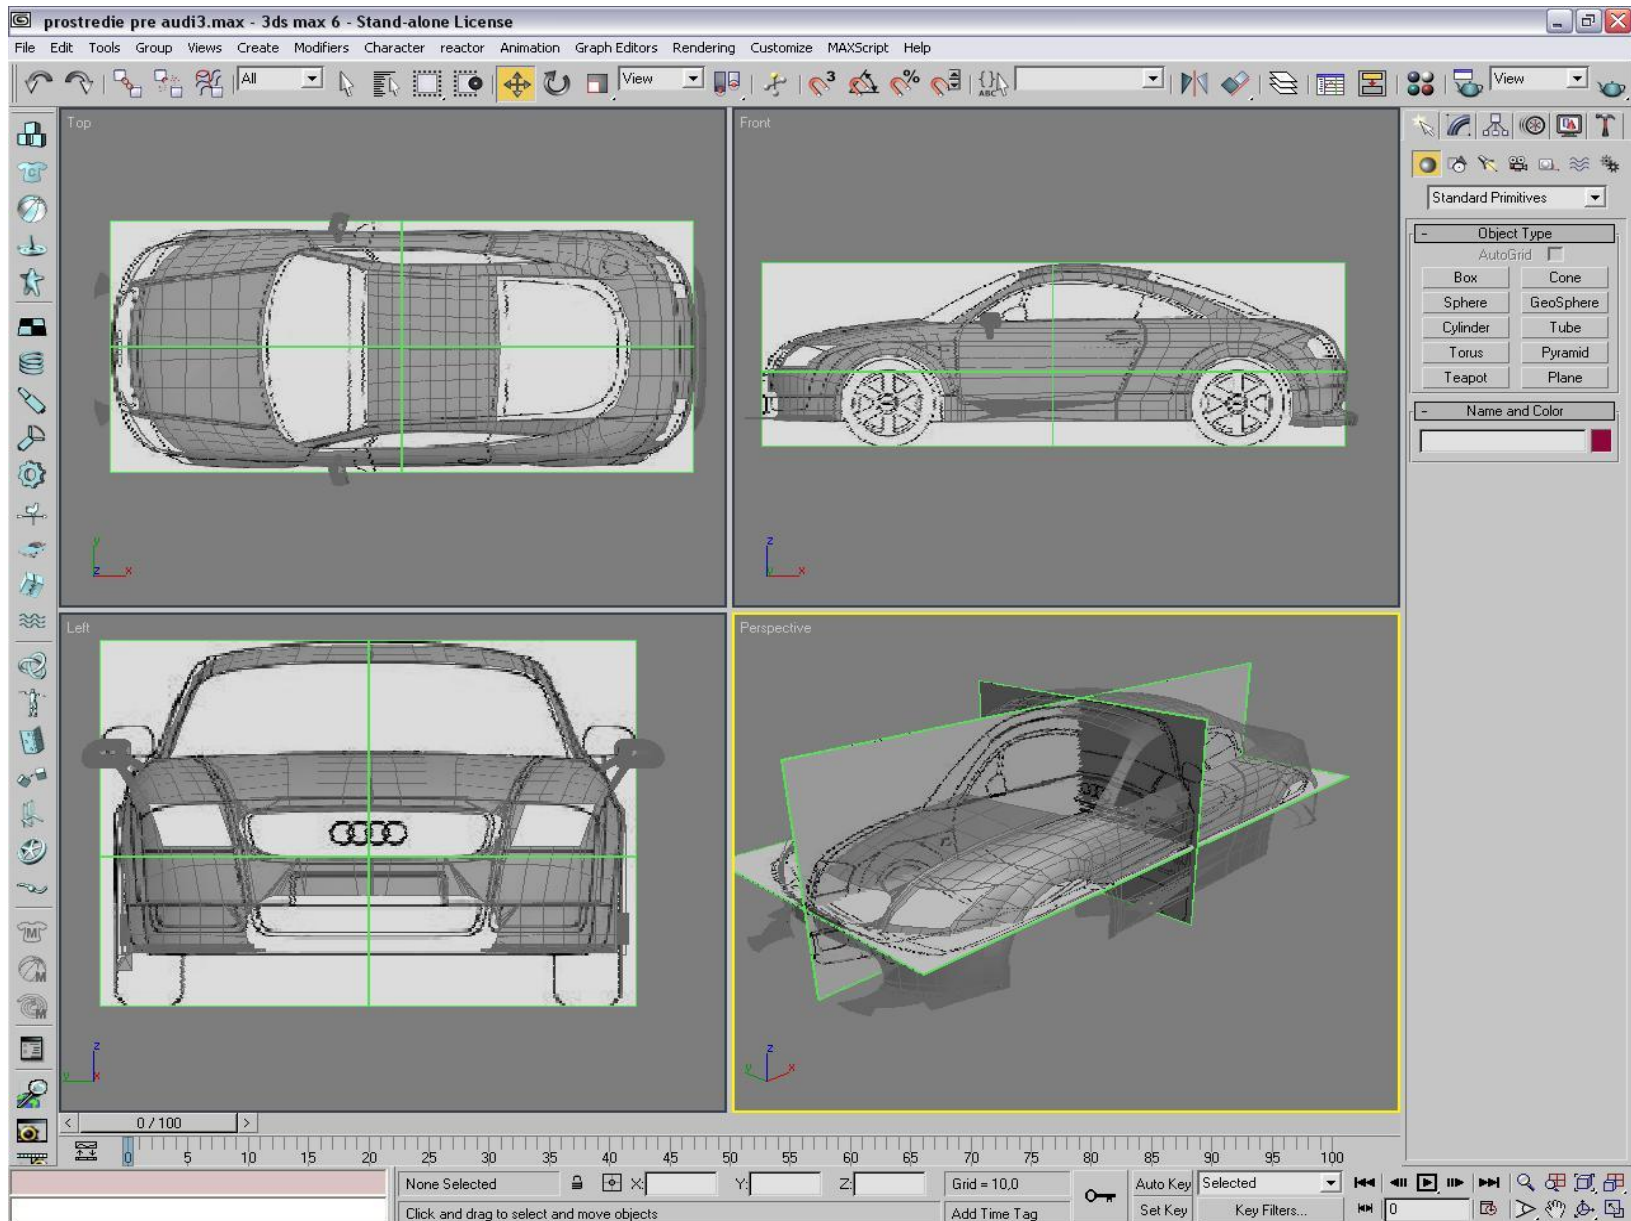 prostredie pre audi3.max - 3ds max 6 - Stand-alone License
File Edit Tools Group Views Create Modifiers Character reactor Animation Graph Editors Rendering Customize MAXScript Help
All
View
3
%
ABC
View
Top
Front
Standard Primitives
- Object Type
AutoGrid
Box Cone
Sphere GeoSphere
Cylinder Tube
Torus Pyramid
Teapot Plane
- Name and Color
y
z x
z
y x
Left
Perspective
z
y x
z
y x
< 0 / 100 >
0 5 10 15 20 25 30 35 40 45 50 55 60 65 70 75 80 85 90 95 100
None Selected X: Y: Z: Grid = 10,0 Auto Key Selected
Click and drag to select and move objects Add Time Tag Set Key Key Filters... 0